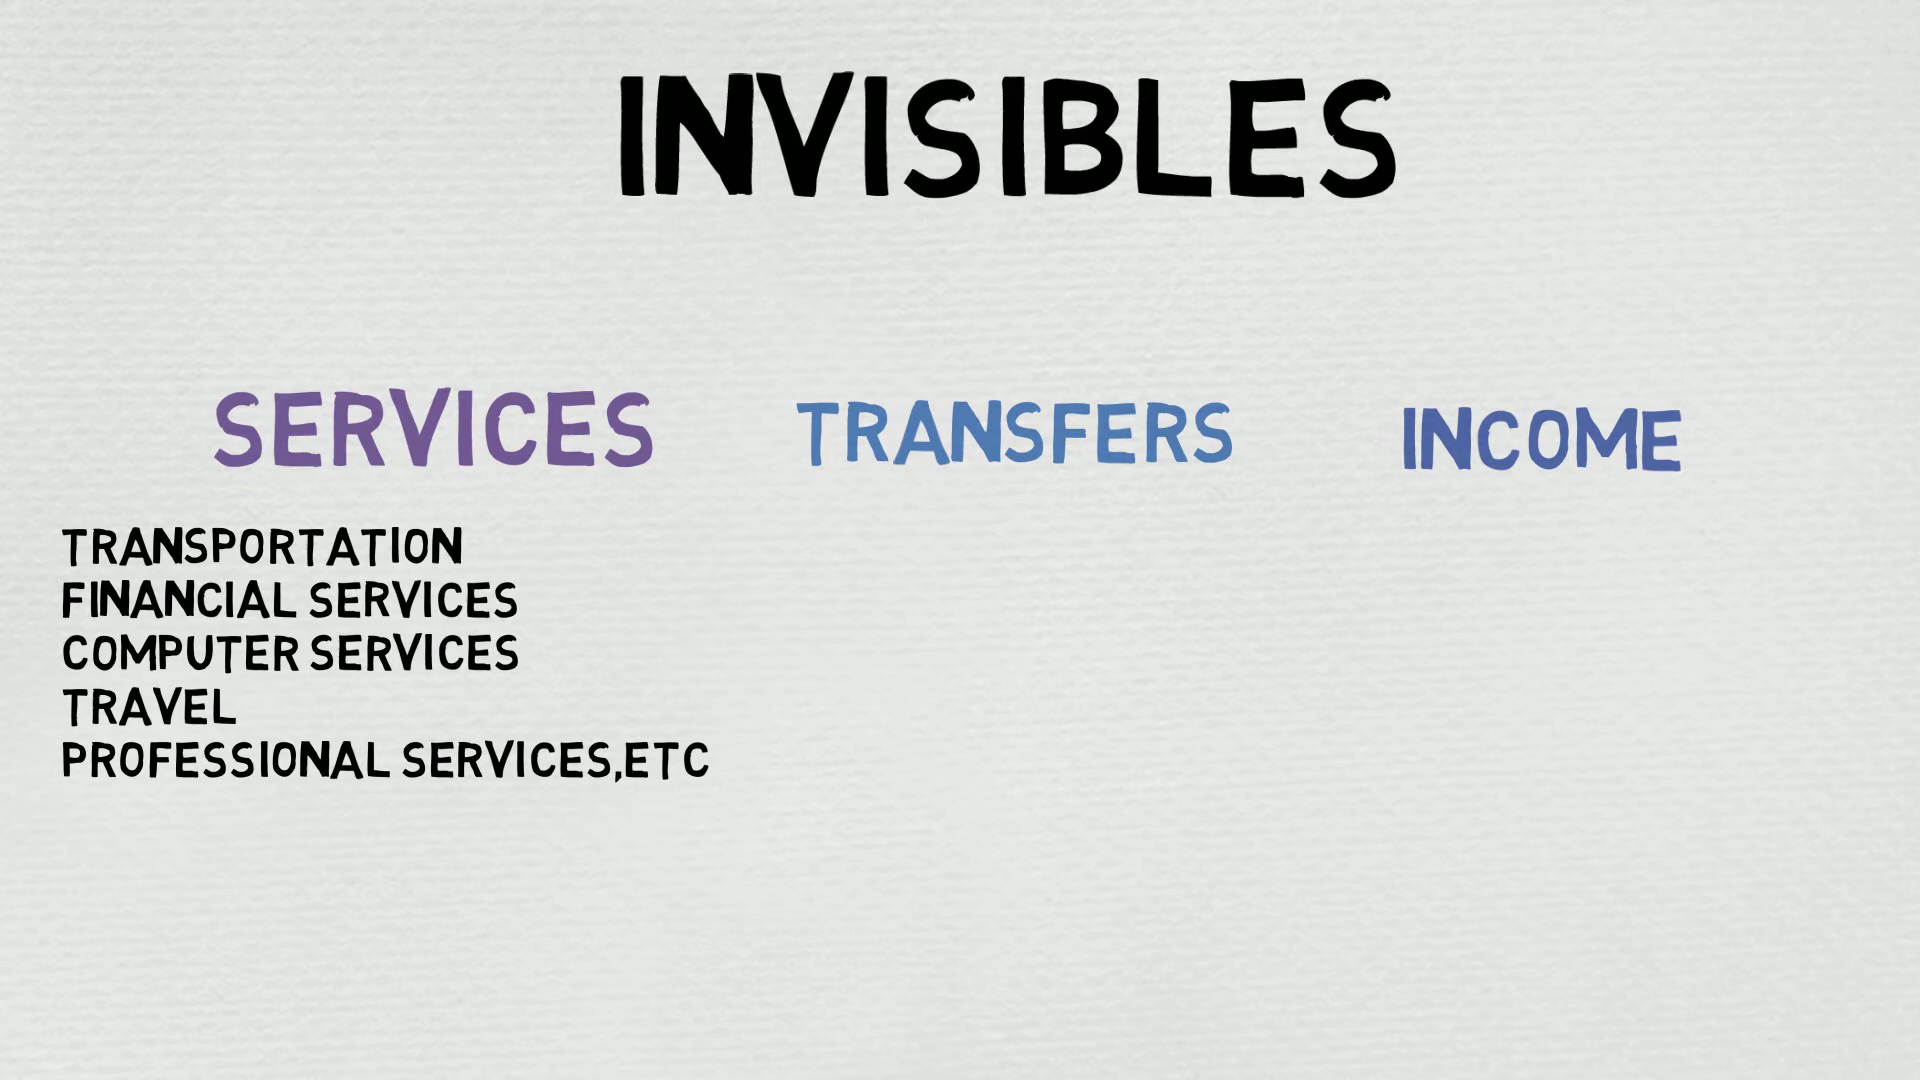 INVISIBLES
SERVICES TRANSFERS INCOME
TRANSPORTATION
FINANCIAL SERVICES
COMPUTER SERVICES
TRAVEL
PROFESSIONAL SERVICES,ETC